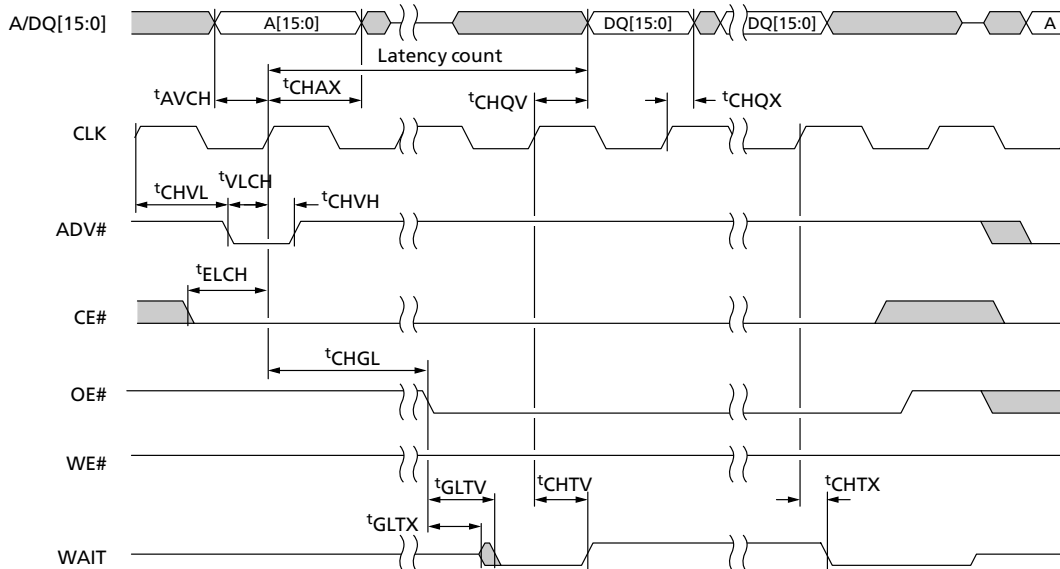 A/DQ[15:0] A[15:0] DQ[15:0] DQ[15:0] A
Latency count
tAVCH tCHAX tCHQV tCHQX
CLK
tCHVL tVLCH tCHVH
ADV#
tELCH
CE#
tCHGL
OE#
WE#
tGLTV tCHTV tCHTX
tGLTX
WAIT